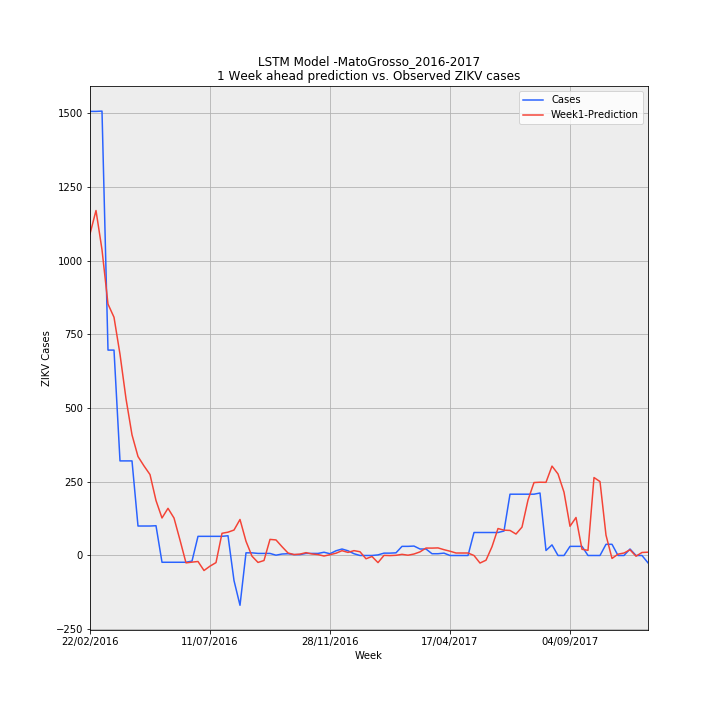 LSTM Model -MatoGrosso_2016-2017
1 Week ahead prediction vs. Observed ZIKV cases
Cases
Week1-Prediction
1500
1250
1000
750
500
250
0
−250
ZIKV Cases
22/02/2016
11/07/2016
28/11/2016
17/04/2017
04/09/2017
Week